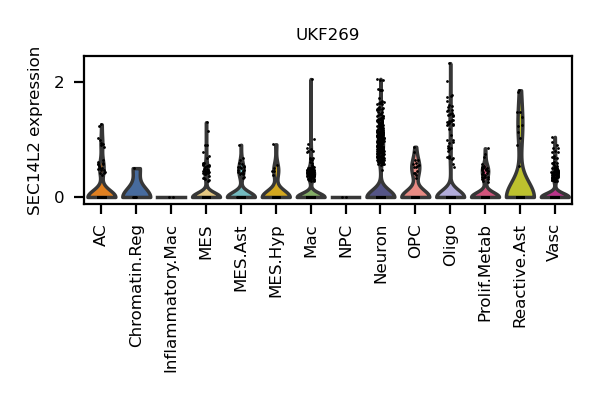 UKF269
SEC14L2 expression
2
0
AC
Chromatin.Reg
Inflammatory.Mac
MES
MES.Ast
MES.Hyp
Mac
NPC
Neuron
OPC
Oligo
Prolif.Metab
Reactive.Ast
Vasc